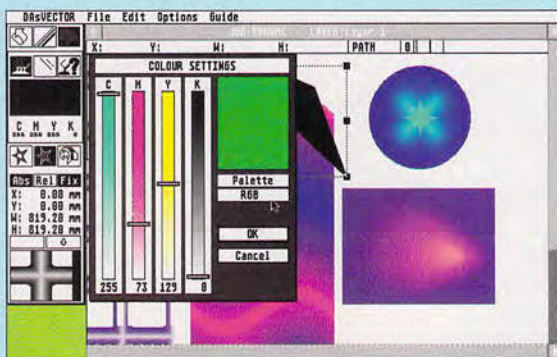 DAsVECTOR File Edit Options Guide
X: Y: W: H: PATH 0
COLOUR SETTINGS
C M Y K
Palette
RGB
OK
Cancel
255 73 129 0
C M Y K
Abs Rel Fix
X: 0.00 mm
Y: 0.00 mm
W: 819.20 mm
H: 819.20 mm